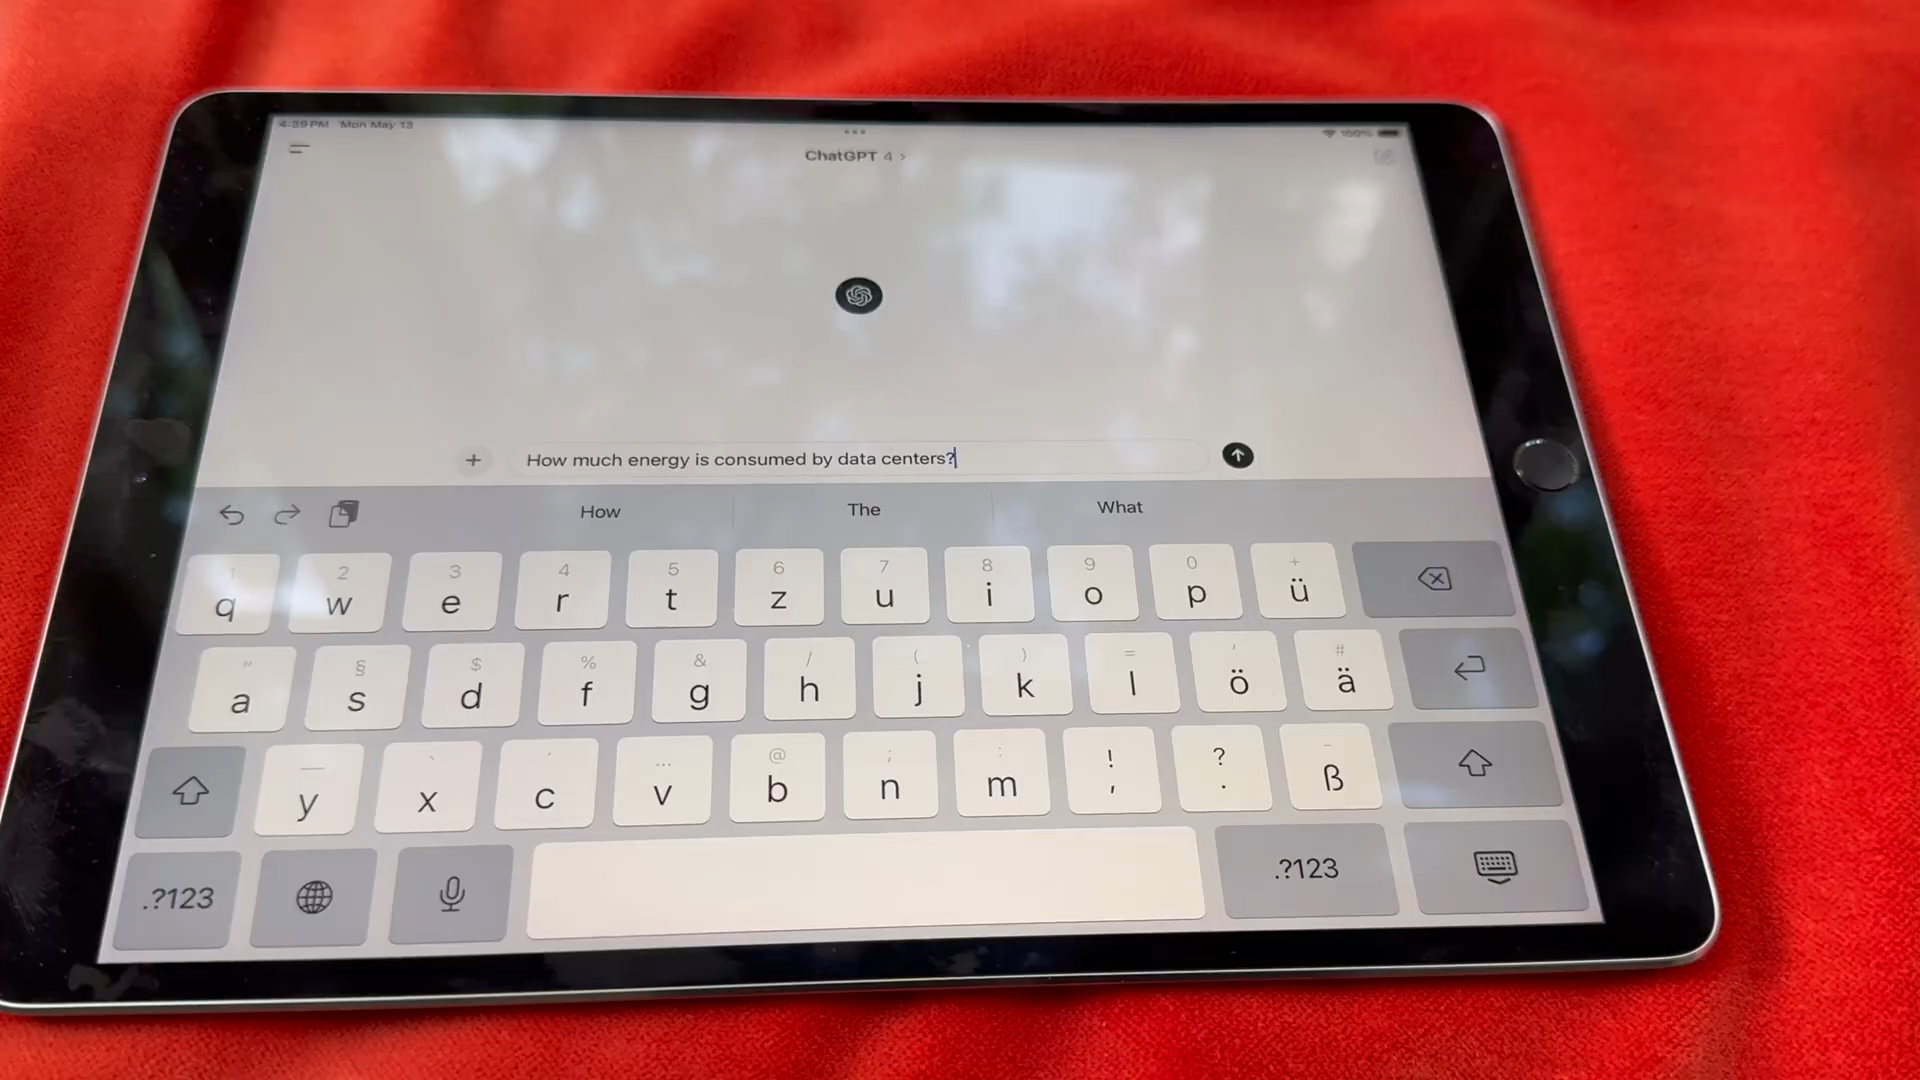 4:39 PM Mon May 13
100%
ChatGPT 4 >
How much energy is consumed by data centers?
How The What
1 2 3 4 5 6 7 8 9 0 +
q w e r t z u i o p ü
" § $ % & / ( ) = ' #
a s d f g h j k l ö ä
— ` ´ … @ ; : ! ? -
y x c v b n m , . ß
.?123 .?123